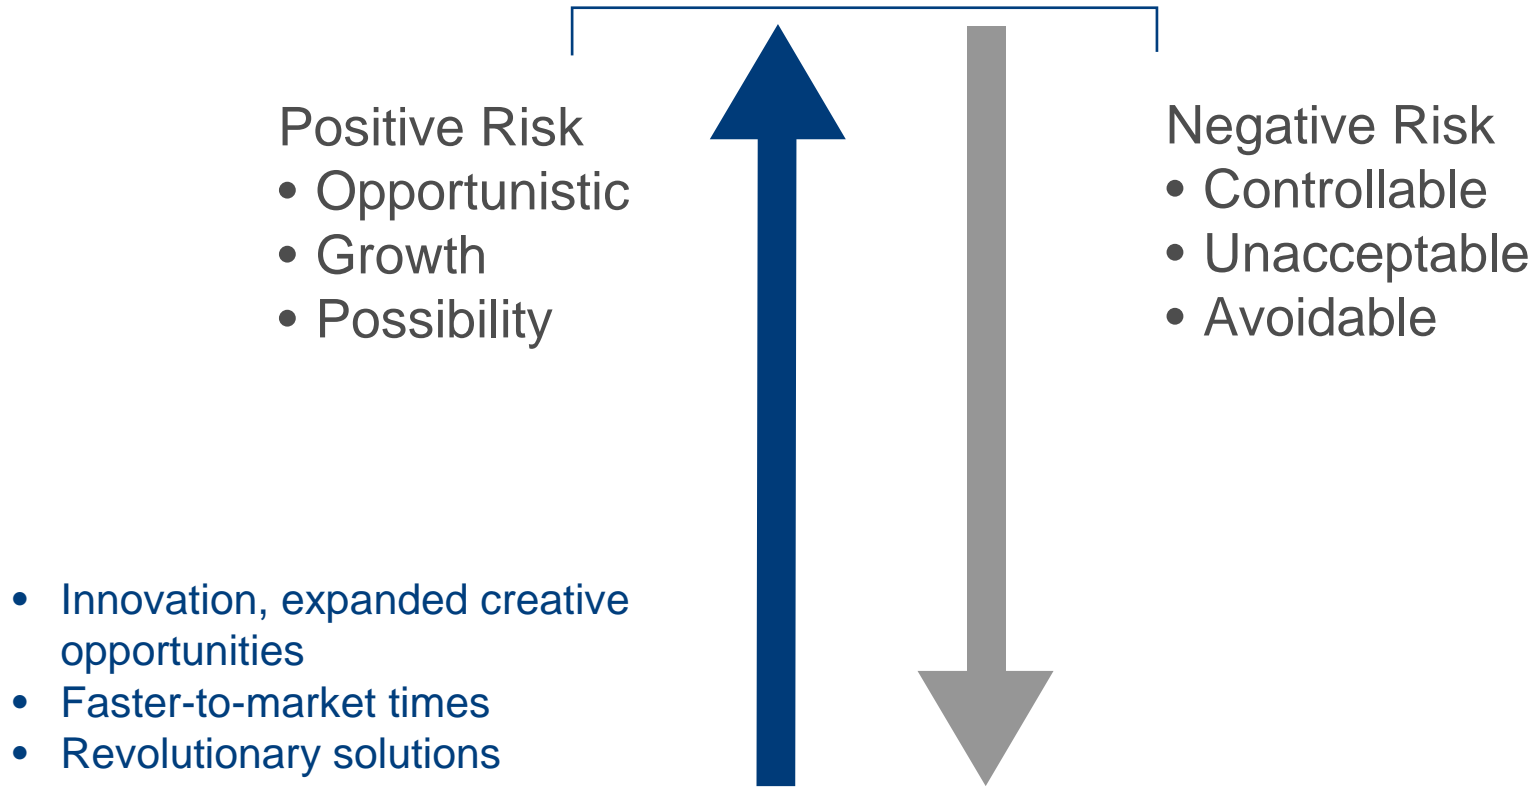 Positive Risk
• Opportunistic
• Growth
• Possibility
Negative Risk
• Controllable
• Unacceptable
• Avoidable
• Innovation, expanded creative
opportunities
• Faster-to-market times
• Revolutionary solutions